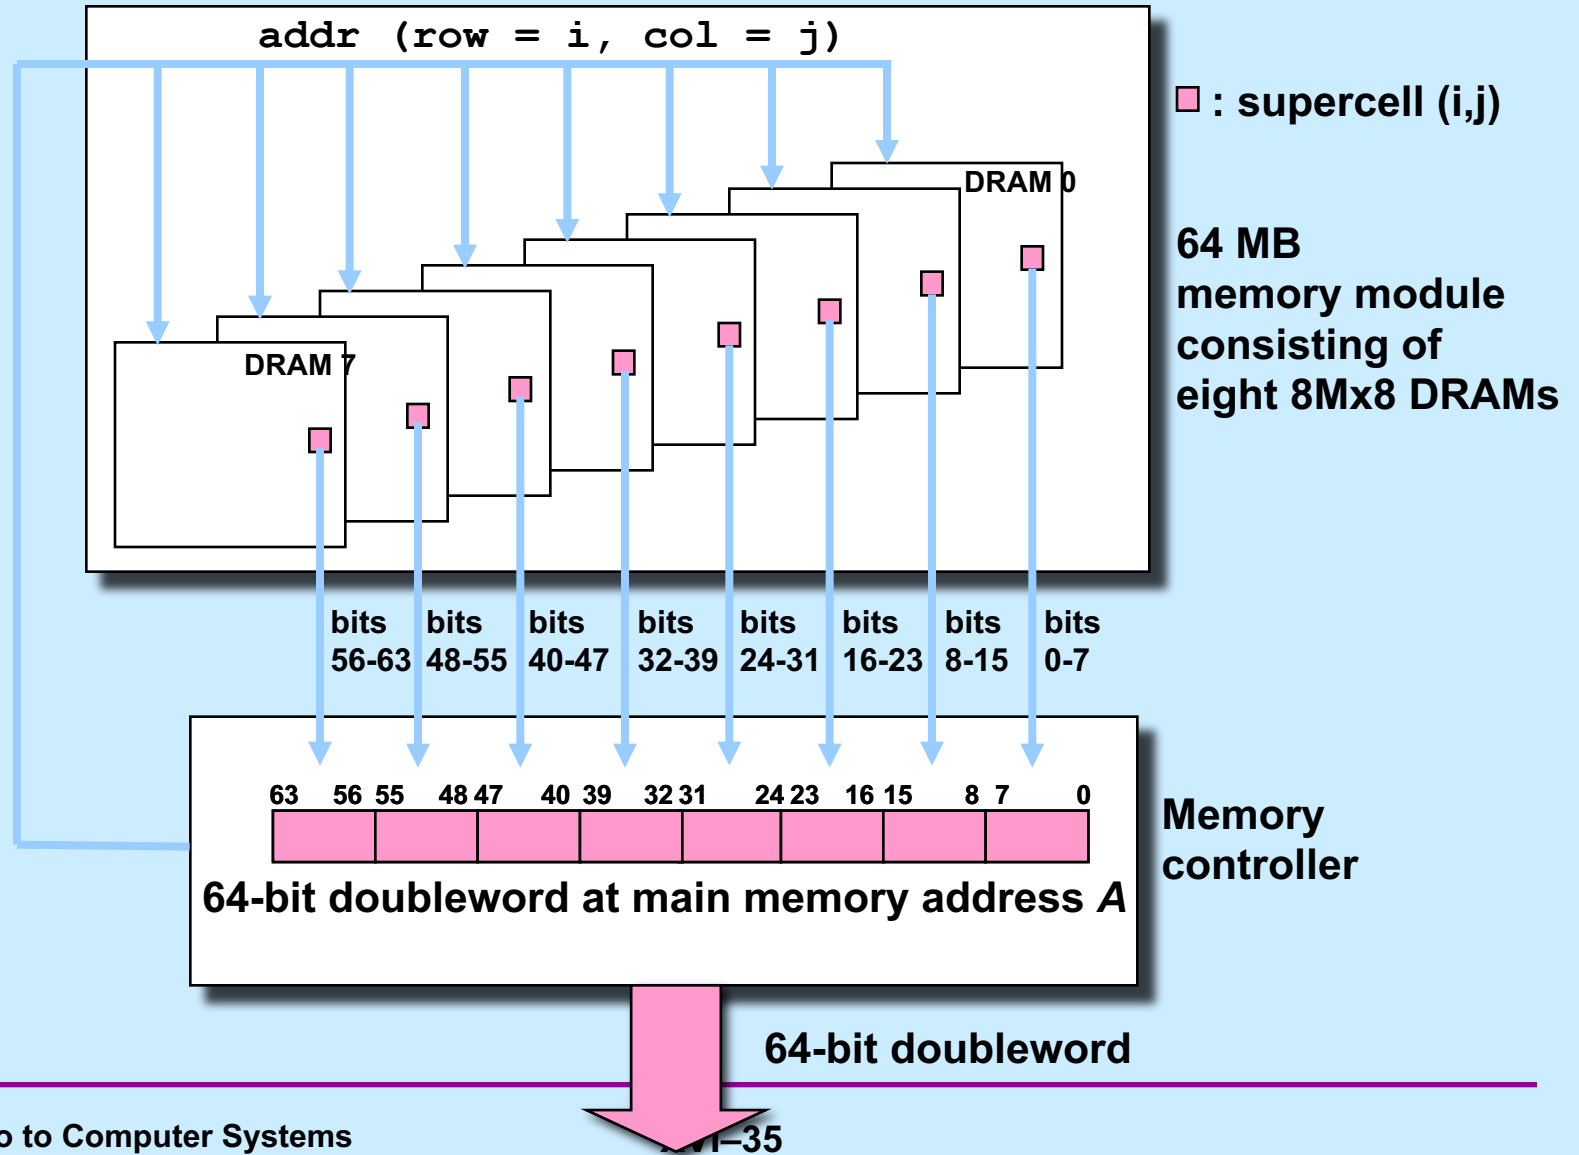 addr (row = i, col = j)
: supercell (i,j)
DRAM 0
64 MB
memory module
consisting of
eight 8Mx8 DRAMs
DRAM 7
bits bits bits bits bits bits bits bits
56-63 48-55 40-47 32-39 24-31 16-23 8-15 0-7
63 56 55 48 47 40 39 32 31 24 23 16 15 8 7 0
Memory
controller
64-bit doubleword at main memory address A
64-bit doubleword
o to Computer Systems
–35